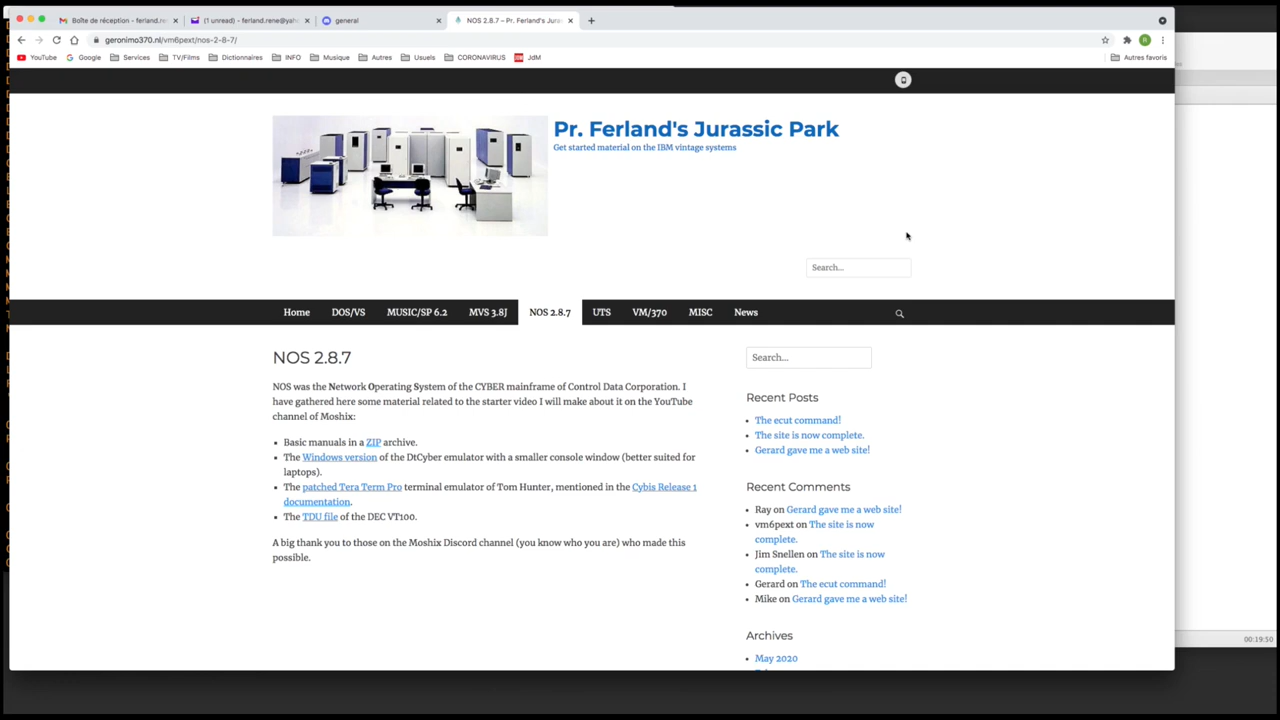 Boîte de réception - ferland.re
(1 unread) - ferland.rene@yah
general
NOS 2.8.7 – Pr. Ferland's Juras
geronimo370.nl/vm6pext/nos-2-8-7/
YouTube Google Services TV/Films Dictionnaires INFO Musique Autres Usuels CORONAVIRUS JdM Autres favoris
Pr. Ferland's Jurassic Park
Get started material on the IBM vintage systems
Search...
Home DOS/VS MUSIC/SP 6.2 MVS 3.8J NOS 2.8.7 UTS VM/370 MISC News
NOS 2.8.7
NOS was the Network Operating System of the CYBER mainframe of Control Data Corporation. I
have gathered here some material related to the starter video I will make about it on the YouTube
channel of Moshix:
Basic manuals in a ZIP archive.
The Windows version of the DtCyber emulator with a smaller console window (better suited for
laptops).
The patched Tera Term Pro terminal emulator of Tom Hunter, mentioned in the Cybis Release 1
documentation.
The TDU file of the DEC VT100.
A big thank you to those on the Moshix Discord channel (you know who you are) who made this
possible.
Search...
Recent Posts
The ecut command!
The site is now complete.
Gerard gave me a web site!
Recent Comments
Ray on Gerard gave me a web site!
vm6pext on The site is now
complete.
Jim Snellen on The site is now
complete.
Gerard on The ecut command!
Mike on Gerard gave me a web site!
Archives
May 2020
00:19:50